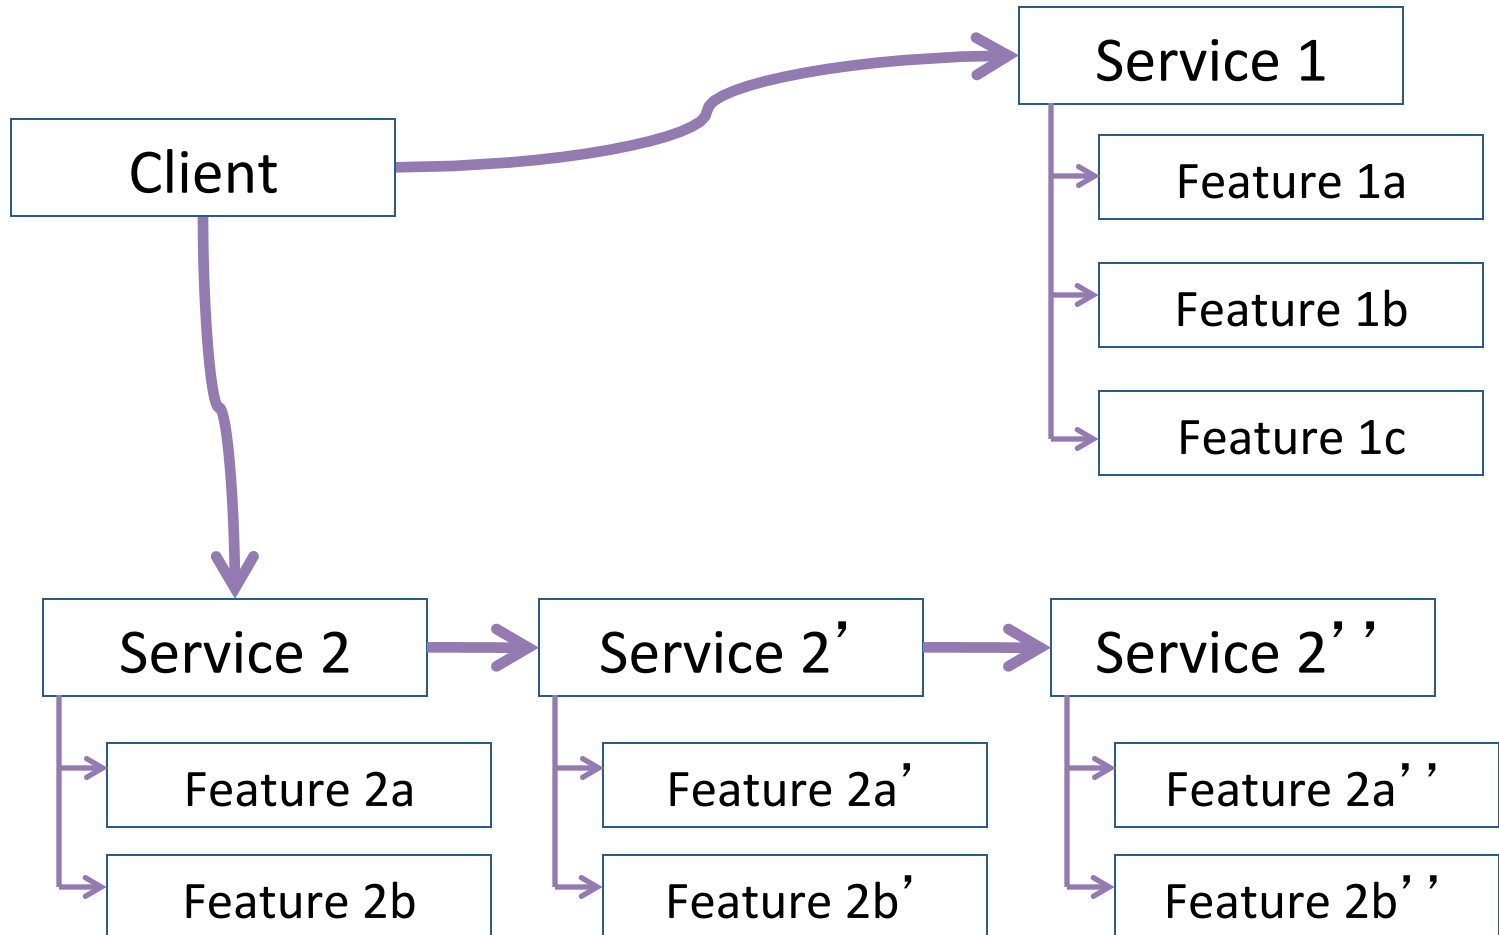 Service 1
Client
Feature 1a
Feature 1b
Feature 1c
Service 2
Service 2’
Service 2’’
Feature 2a
Feature 2a’
Feature 2a’’
Feature 2b
Feature 2b’
Feature 2b’’